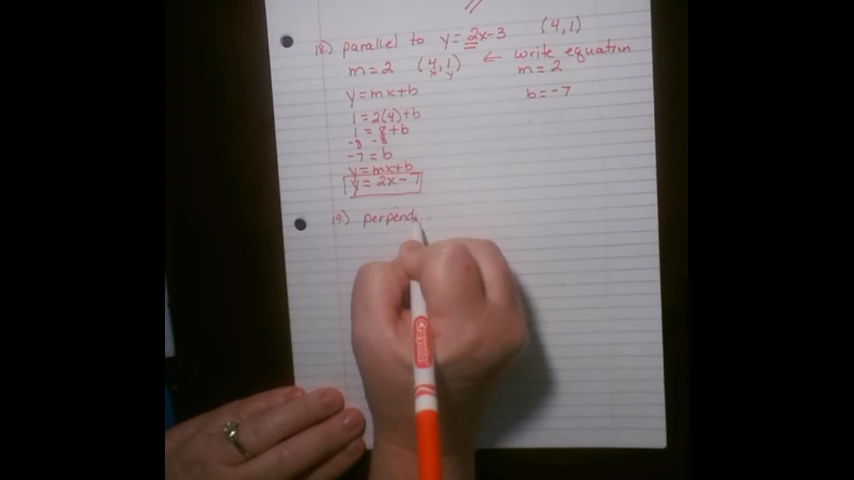 18.) parallel to y = 2x-3 (4,1)
m = 2 (4,1) ← write equation
x y m = 2
y = mx+b b = -7
1 = 2(4)+b
1 = 8+b
-8 -8
-7 = b
y = mx+b
y = 2x - 7
19.) perpendi
Crayola